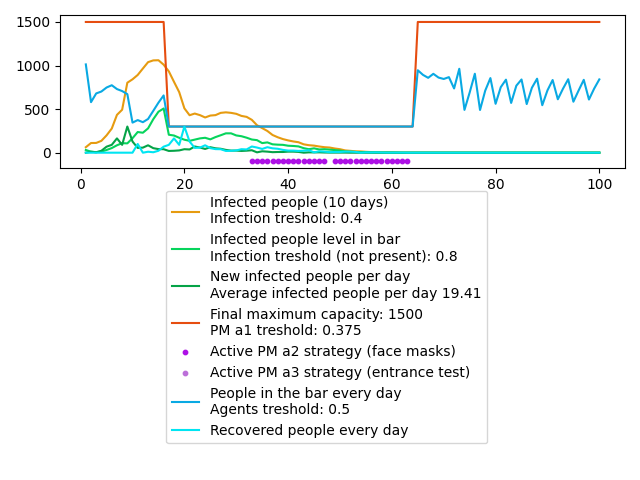 1500
1000
500
0
0 20 40 60 80 100
Infected people (10 days)
Infection treshold: 0.4
Infected people level in bar
Infection treshold (not present): 0.8
New infected people per day
Average infected people per day 19.41
Final maximum capacity: 1500
PM a1 treshold: 0.375
Active PM a2 strategy (face masks)
Active PM a3 strategy (entrance test)
People in the bar every day
Agents treshold: 0.5
Recovered people every day